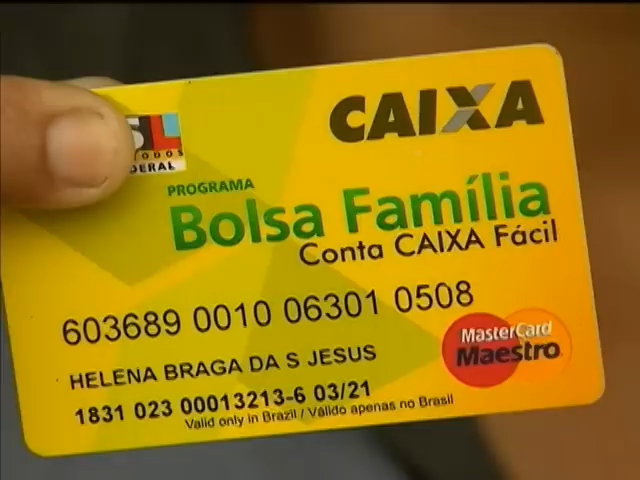 CAIXA
TODOS
PROGRAMA
Bolsa Família
Conta CAIXA Fácil
603689 0010 06301 0508
MasterCard
Maestro
HELENA BRAGA DA S JESUS
1831 023 00013213-6 03/21
Valid only in Brazil / Válido apenas no Brasil